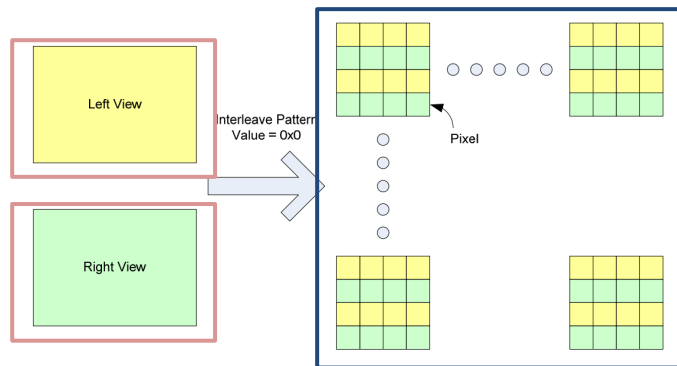 Left View
Interleave Pattern
Value = 0x0
Pixel
Right View